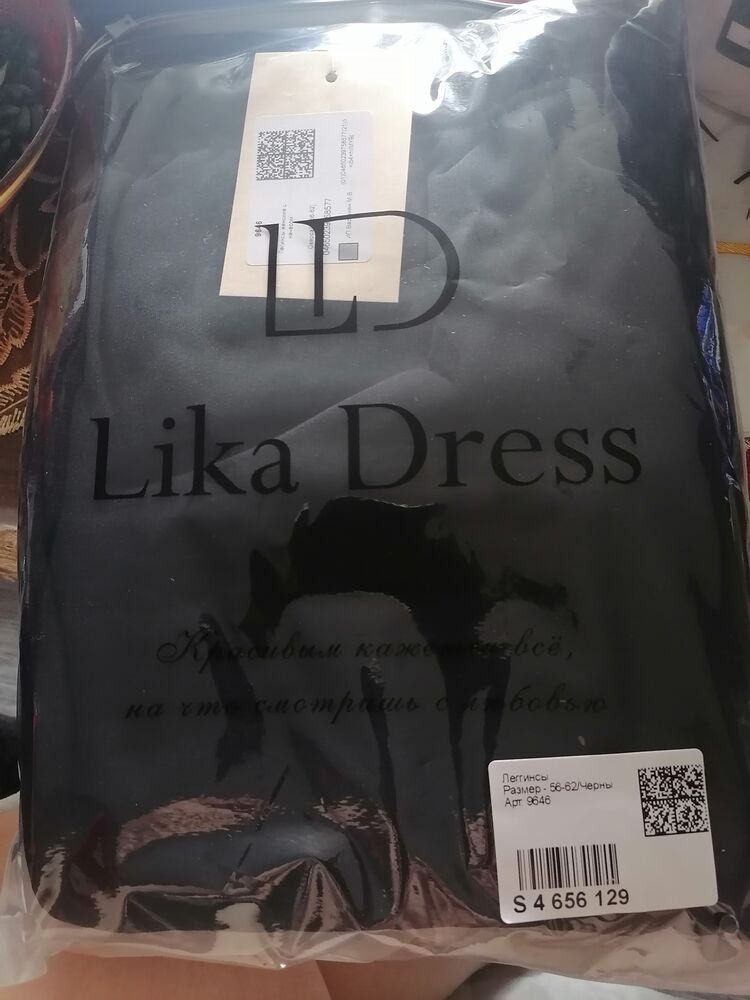 9646
LD
Lika Dress
Красивым кажется всё,
на что смотришь с любовью
Леггинсы
Размер - 56-62/Черны
Арт. 9646
S 4 656 129